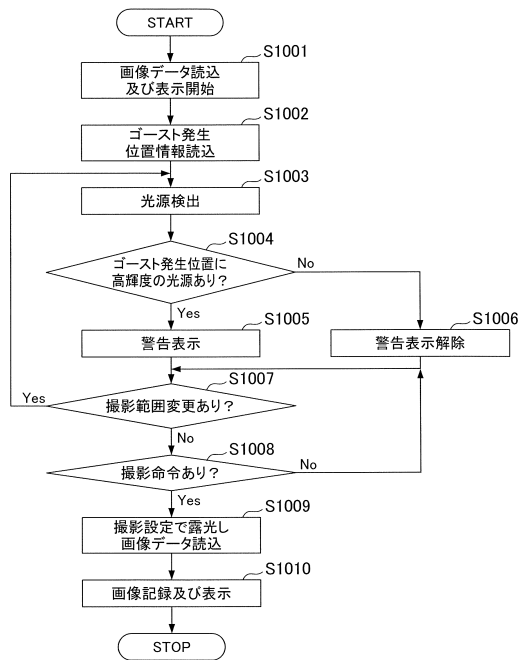 START
S1001
画像データ読込
及び表示開始
S1002
ゴースト発生
位置情報読込
S1003
光源検出
S1004
ゴースト発生位置に
高輝度の光源あり?
No
Yes
S1005
警告表示
S1006
警告表示解除
S1007
Yes
撮影範囲変更あり?
No
S1008
撮影命令あり?
No
Yes
S1009
撮影設定で露光し
画像データ読込
S1010
画像記録及び表示
STOP